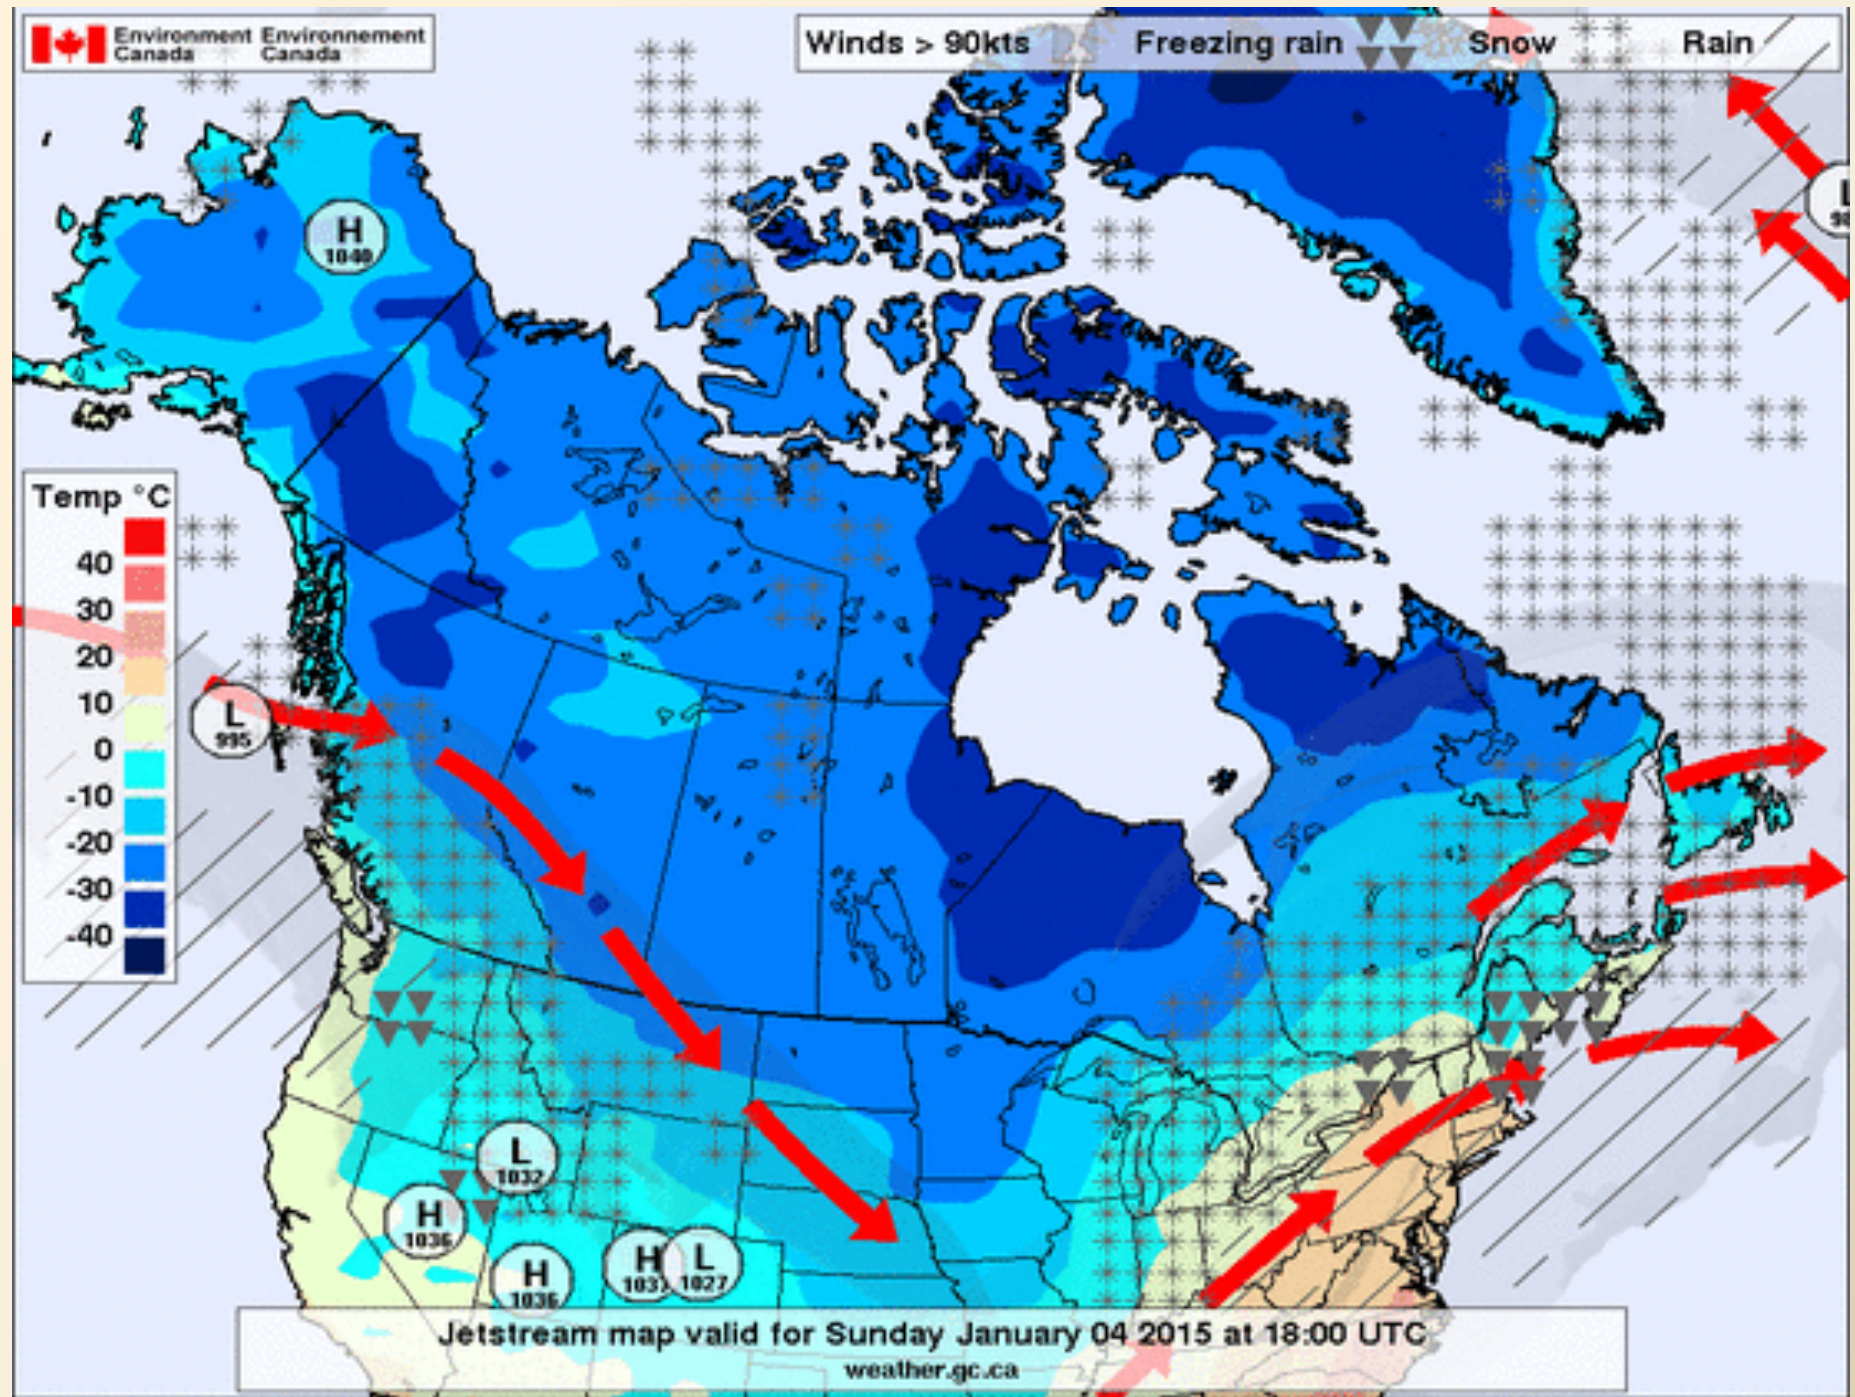 Environment Environnement
Canada Canada
Winds > 90kts Freezing rain Snow Rain
H
1040
L
Temp °C
40
30
20
10
0
-10
-20
-30
-40
L
995
L
1032
H
1036
H
1036
H
L
1027
Jetstream map valid for Sunday January 04 2015 at 18:00 UTC
weather.gc.ca